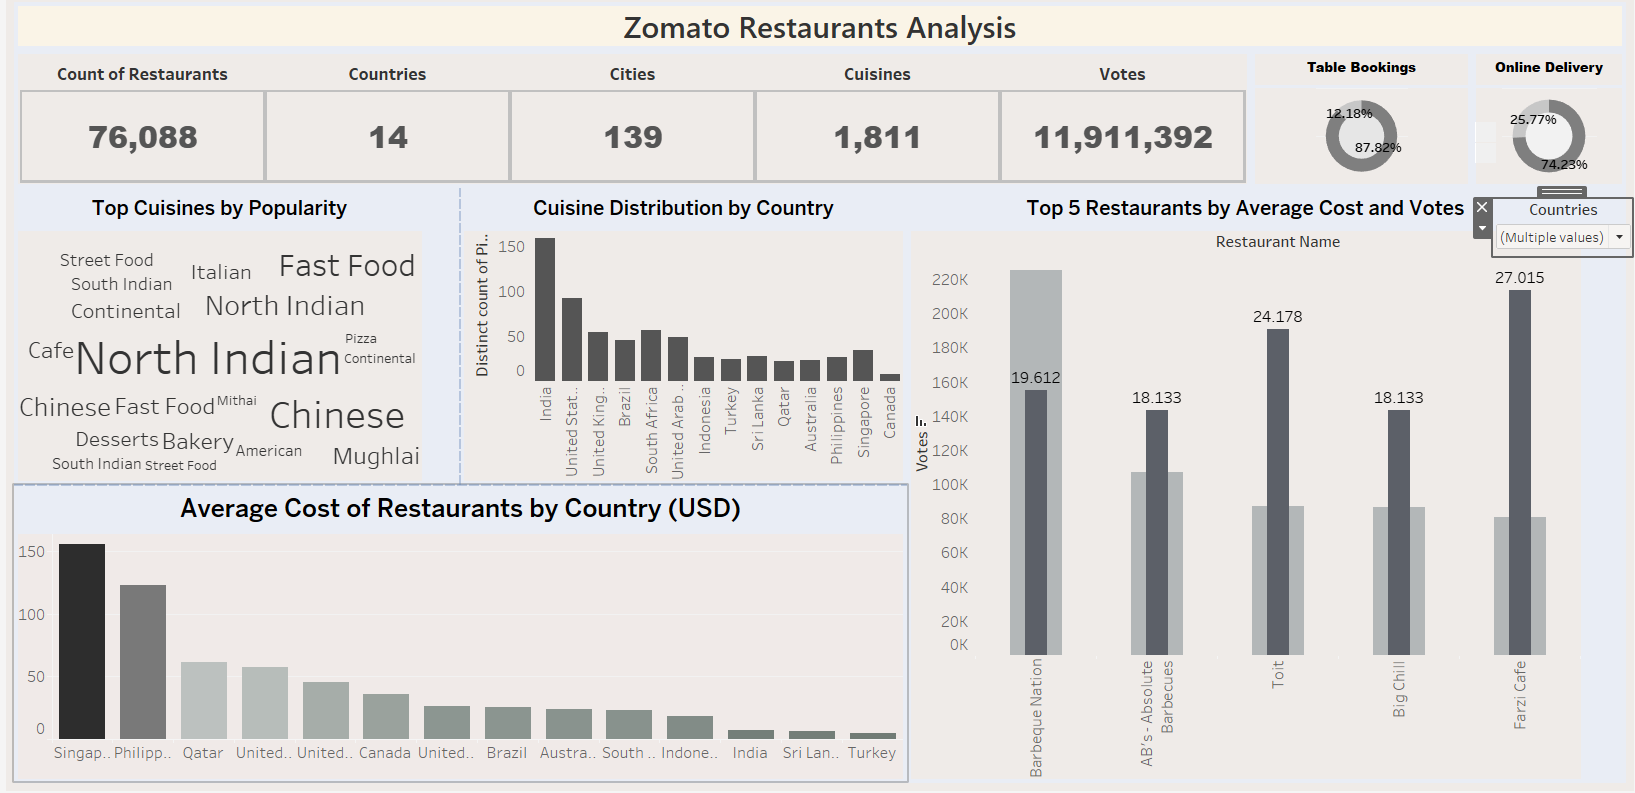 Zomato Restaurants Analysis
Count of Restaurants
Countries
Cities
Cuisines
Votes
Table Bookings
Online Delivery
76,088
14
139
1,811
11,911,392
12.18%
87.82%
25.77%
74.23%
Top Cuisines by Popularity
Street Food
Italian
Fast Food
South Indian
Continental
North Indian
Cafe
North Indian
Pizza
Continental
Chinese
Fast Food
Mithai
Chinese
Desserts
Bakery
American
Mughlai
South Indian
Street Food
Cuisine Distribution by Country
Distinct count of Pi..
150
100
50
0
India
United Stat..
United King..
Brazil
South Africa
United Arab ..
Indonesia
Turkey
Sri Lanka
Qatar
Australia
Philippines
Singapore
Canada
Top 5 Restaurants by Average Cost and Votes
Countries
(Multiple values)
Restaurant Name
Votes
220K
200K
180K
160K
140K
120K
100K
80K
60K
40K
20K
0K
19.612
18.133
24.178
18.133
27.015
Barbeque Nation
AB's - Absolute
Barbecues
Toit
Big Chill
Farzi Cafe
Average Cost of Restaurants by Country (USD)
150
100
50
0
Singap..
Philipp..
Qatar
United..
United..
Canada
United..
Brazil
Austra..
South ..
Indone..
India
Sri Lan..
Turkey